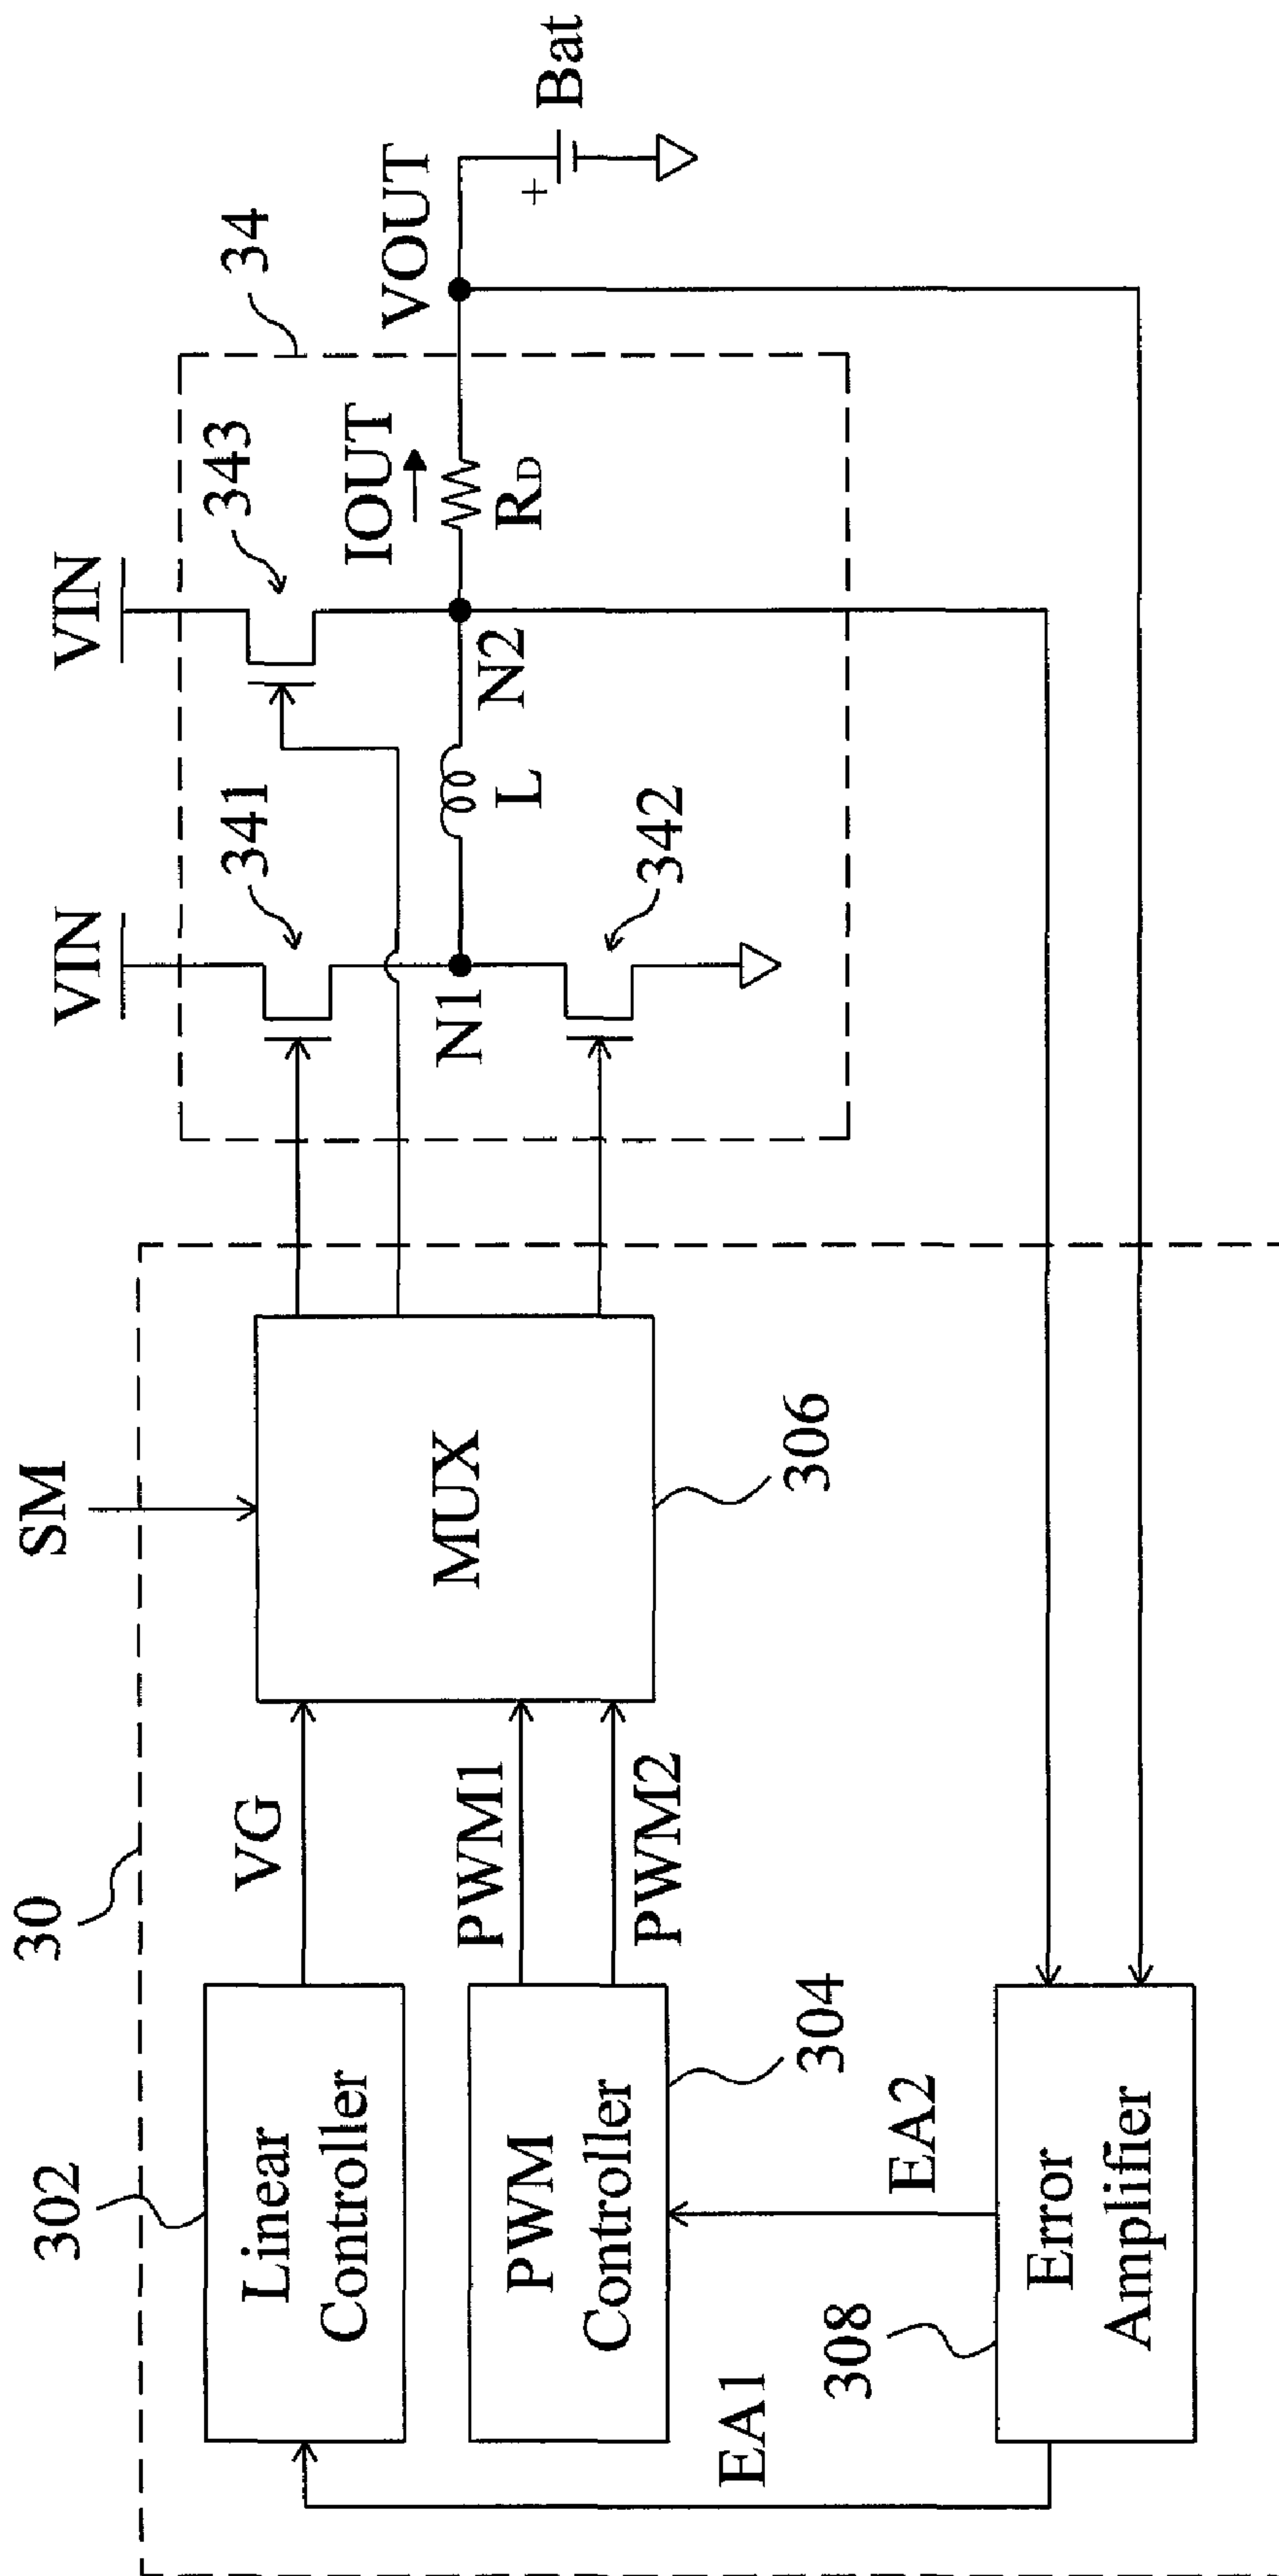 30
SM
VIN
VIN
34
302
Linear
Controller
VG
341
343
IOUT
VOUT
MUX
N1
L
N2
RD
+
Bat
PWM
Controller
PWM1
PWM2
342
304
306
EA1
308
EA2
Error
Amplifier